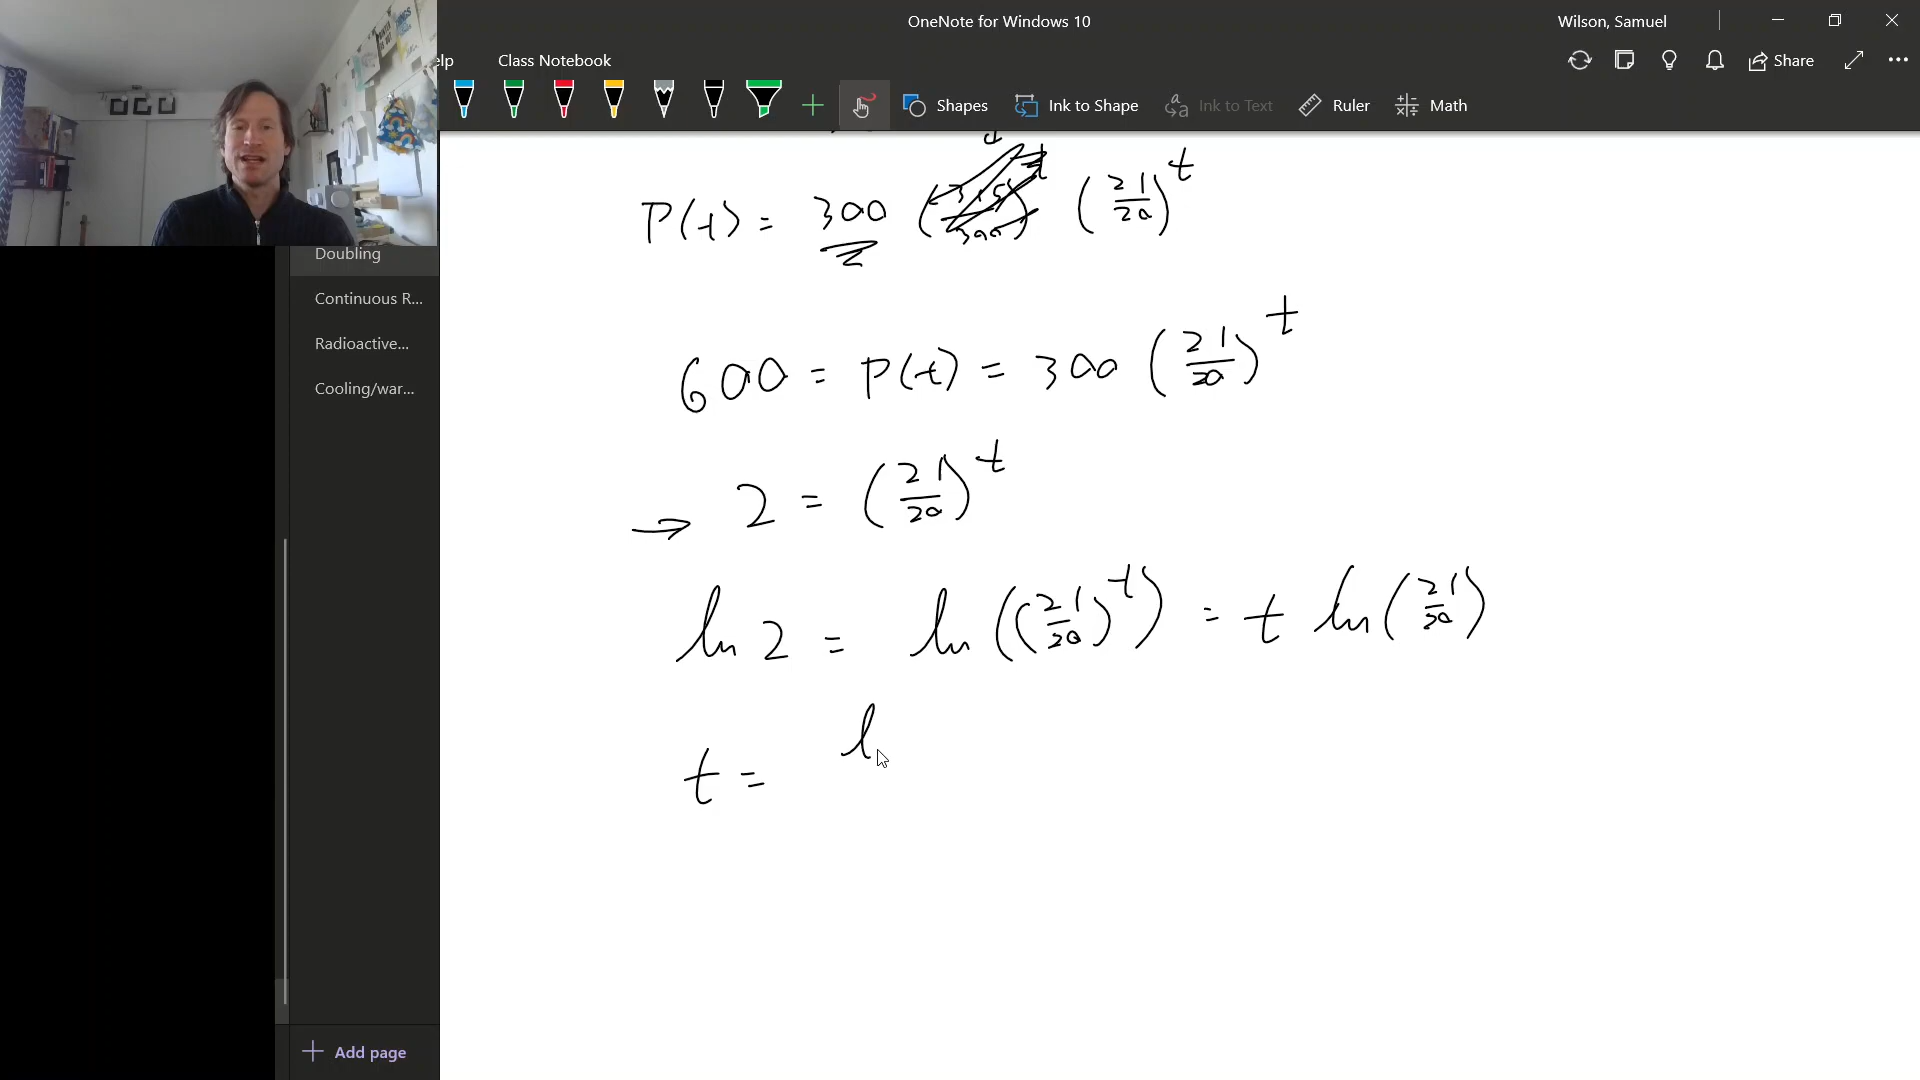 OneNote for Windows 10
Wilson, Samuel
elp Class Notebook
Share
Shapes Ink to Shape Ink to Text Ruler Math
Doubling
Continuous R...
Radioactive...
Cooling/war...
Add page
P(t) = 300 (315/300)^t (21/20)^t
600 = P(t) = 300 (21/20)^t
→ 2 = (21/20)^t
ln 2 = ln((21/20)^t) = t ln(21/20)
t = l